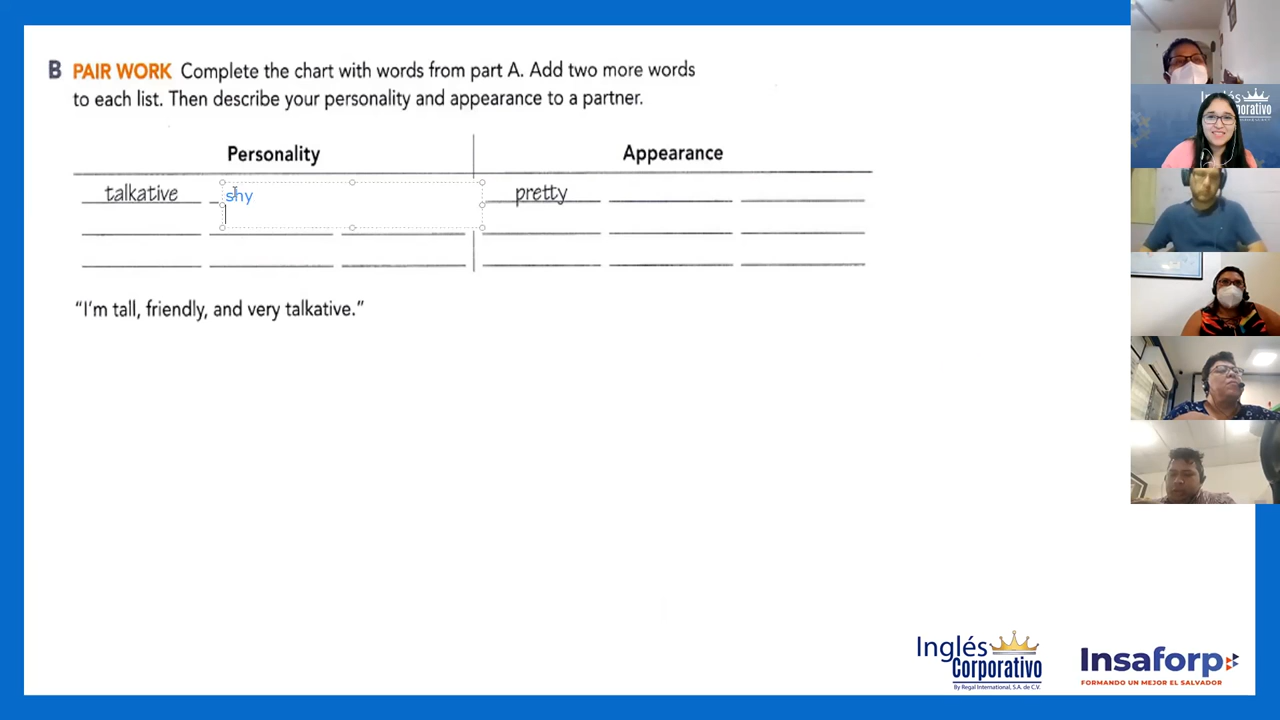 B PAIR WORK Complete the chart with words from part A. Add two more words
to each list. Then describe your personality and appearance to a partner.
Personality Appearance
talkative shy pretty
"I'm tall, friendly, and very talkative."
Inglés
Corporativo
By Regal International, S.A. de C.V.
Insaforp
FORMANDO UN MEJOR EL SALVADOR
Inglés
Corporativo